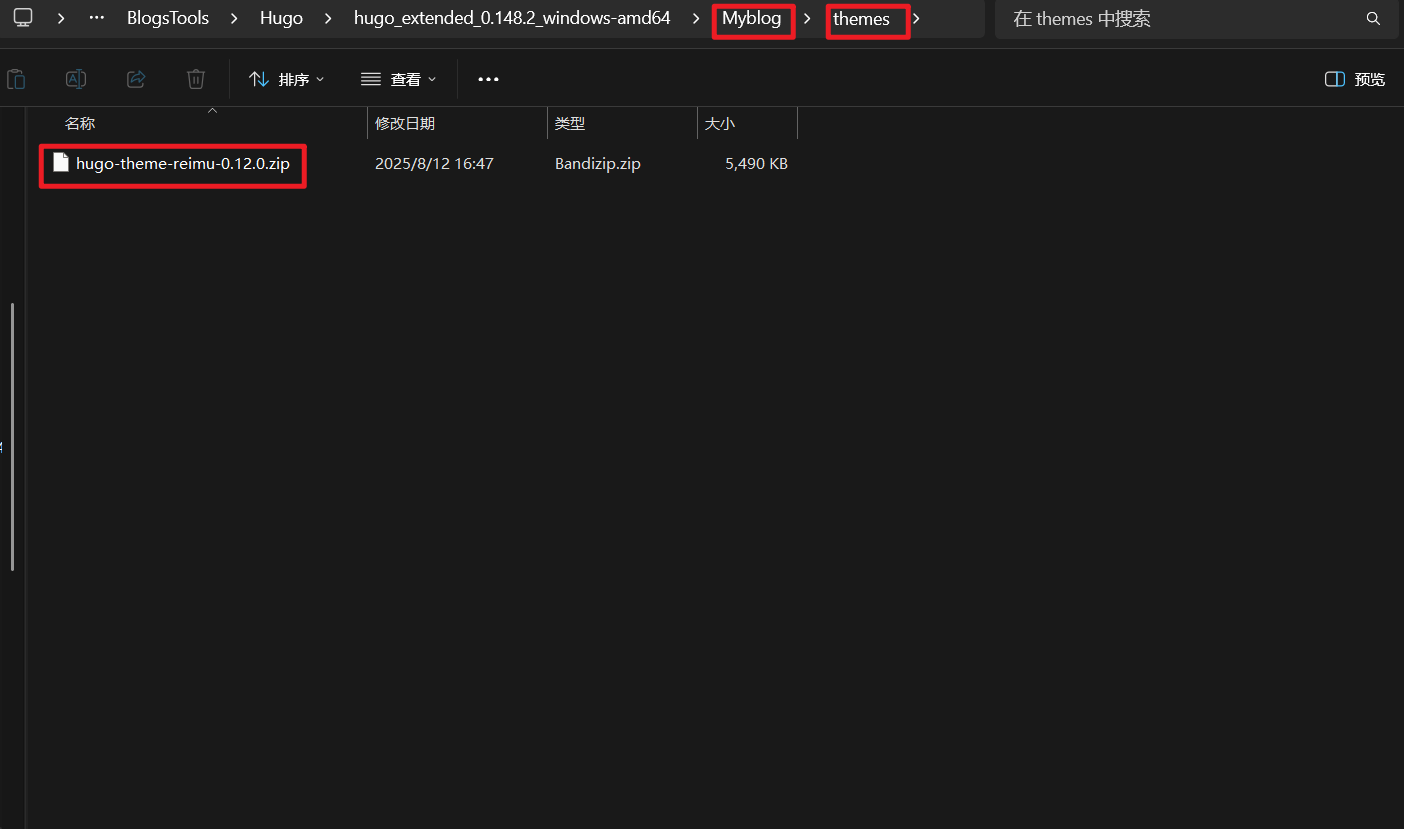 BlogsTools > Hugo > hugo_extended_0.148.2_windows-amd64 > Myblog > themes >
在 themes 中搜索
排序 查看 预览
名称 修改日期 类型 大小
hugo-theme-reimu-0.12.0.zip 2025/8/12 16:47 Bandizip.zip 5,490 KB